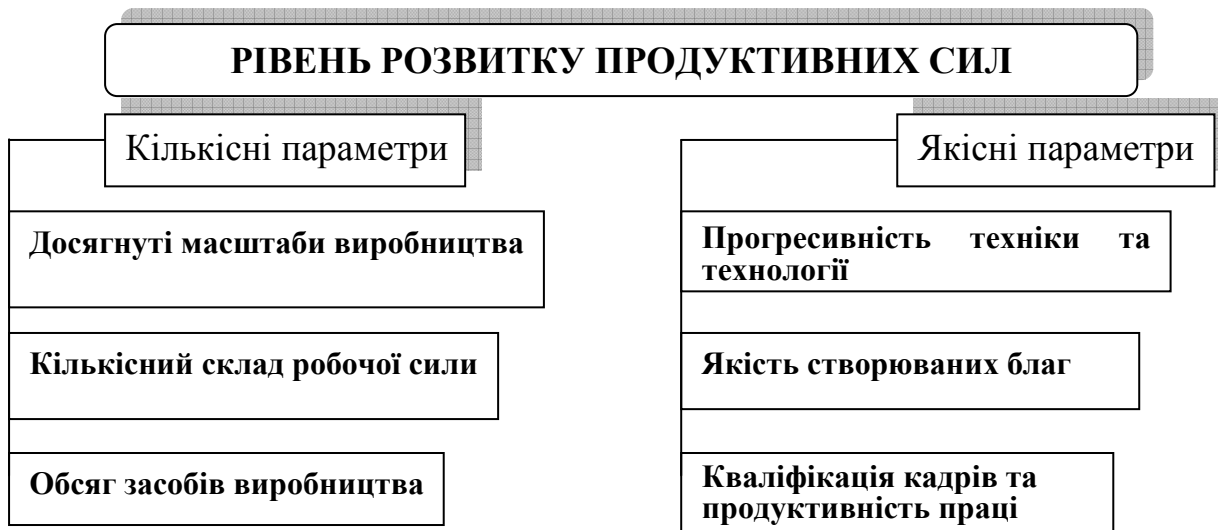 РІВЕНЬ РОЗВИТКУ ПРОДУКТИВНИХ СИЛ
Кількісні параметри
Досягнуті масштаби виробництва
Кількісний склад робочої сили
Обсяг засобів виробництва
Якісні параметри
Прогресивність техніки та
технології
Якість створюваних благ
Кваліфікація кадрів та
продуктивність праці